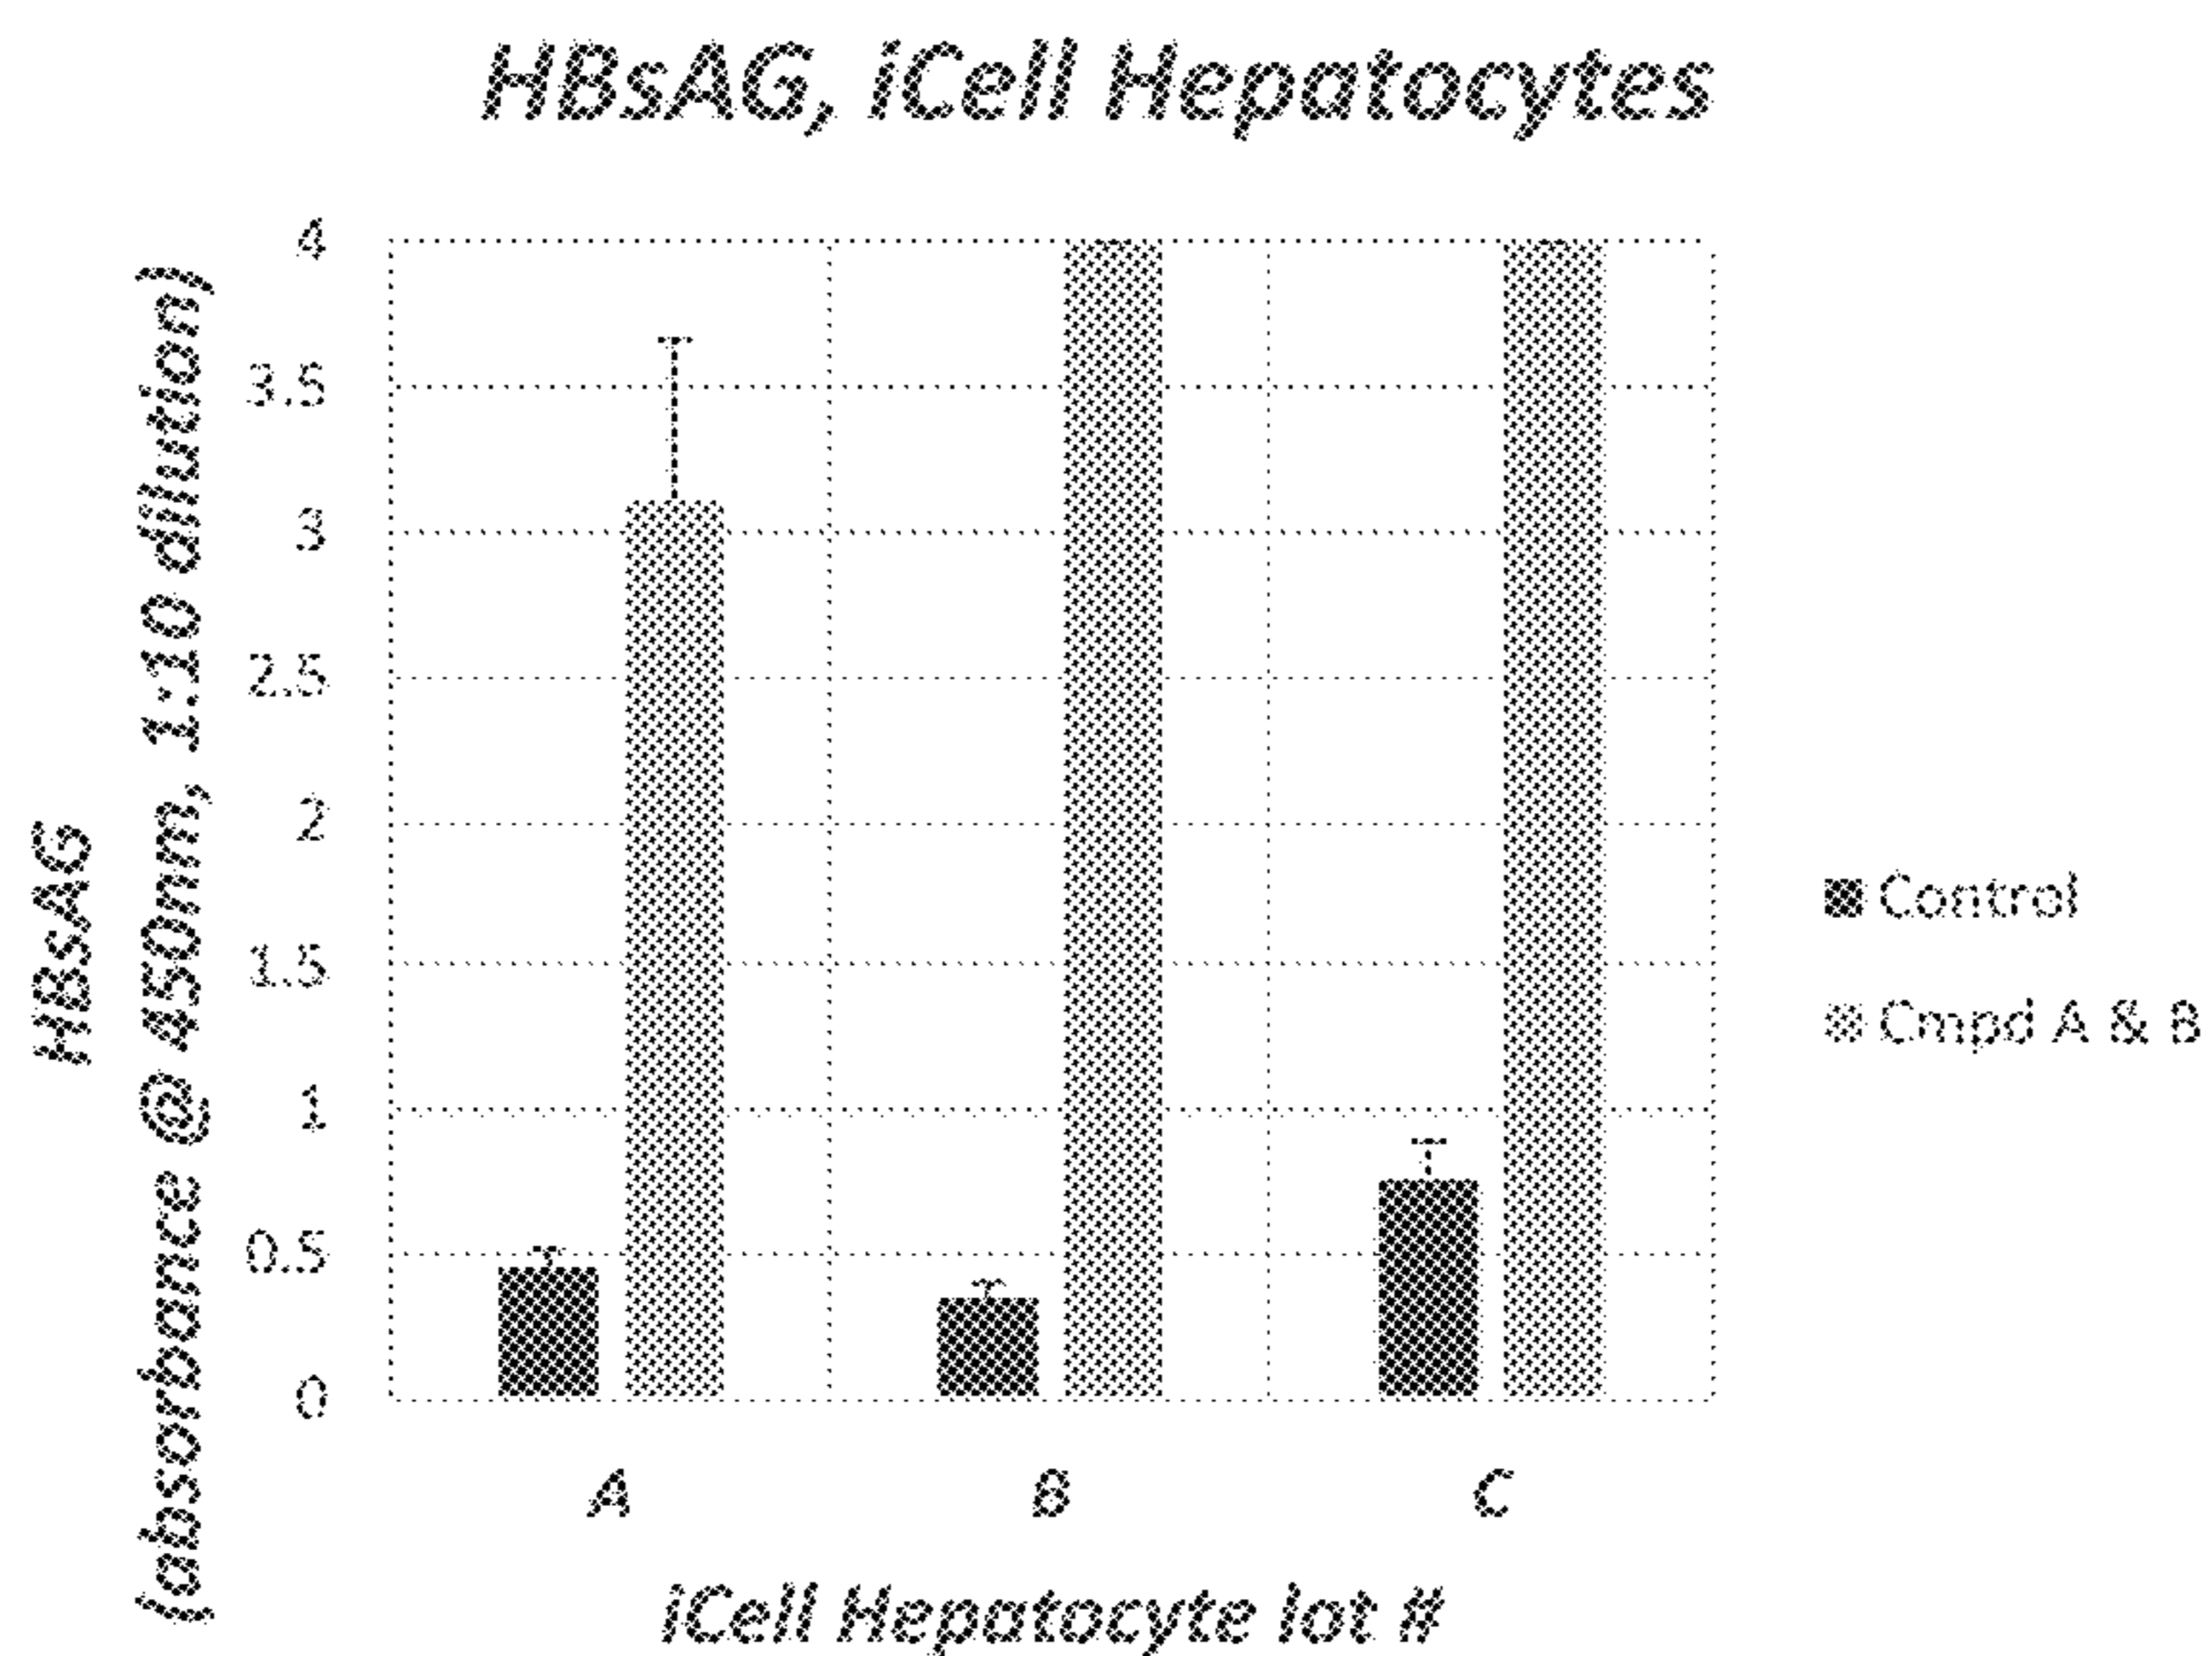 HBsAG, iCell Hepatocytes
HBsAG
(absorbance @ 450nm, 1:10 dilution)
4
3.5
3
2.5
2
1.5
1
0.5
0
Control
Cmpd A & B
A
B
C
iCell Hepatocyte lot #